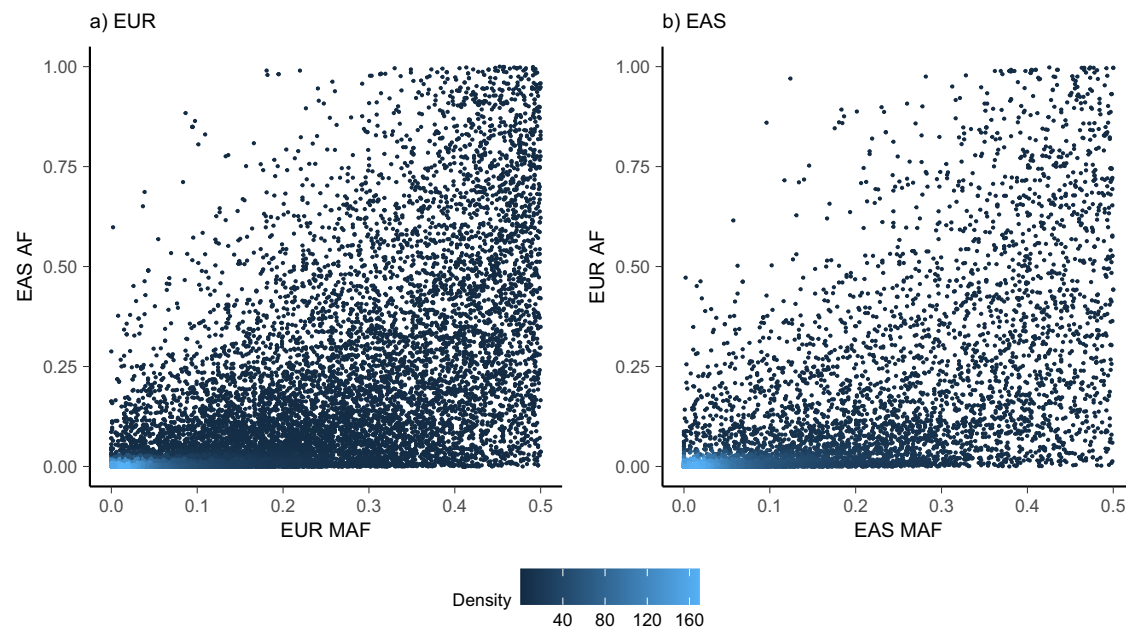 a) EUR
1.00
0.75
0.50
0.25
0.00
EAS AF
0.0 0.1 0.2 0.3 0.4 0.5
EUR MAF
b) EAS
1.00
0.75
0.50
0.25
0.00
EUR AF
0.0 0.1 0.2 0.3 0.4 0.5
EAS MAF
Density
40 80 120 160